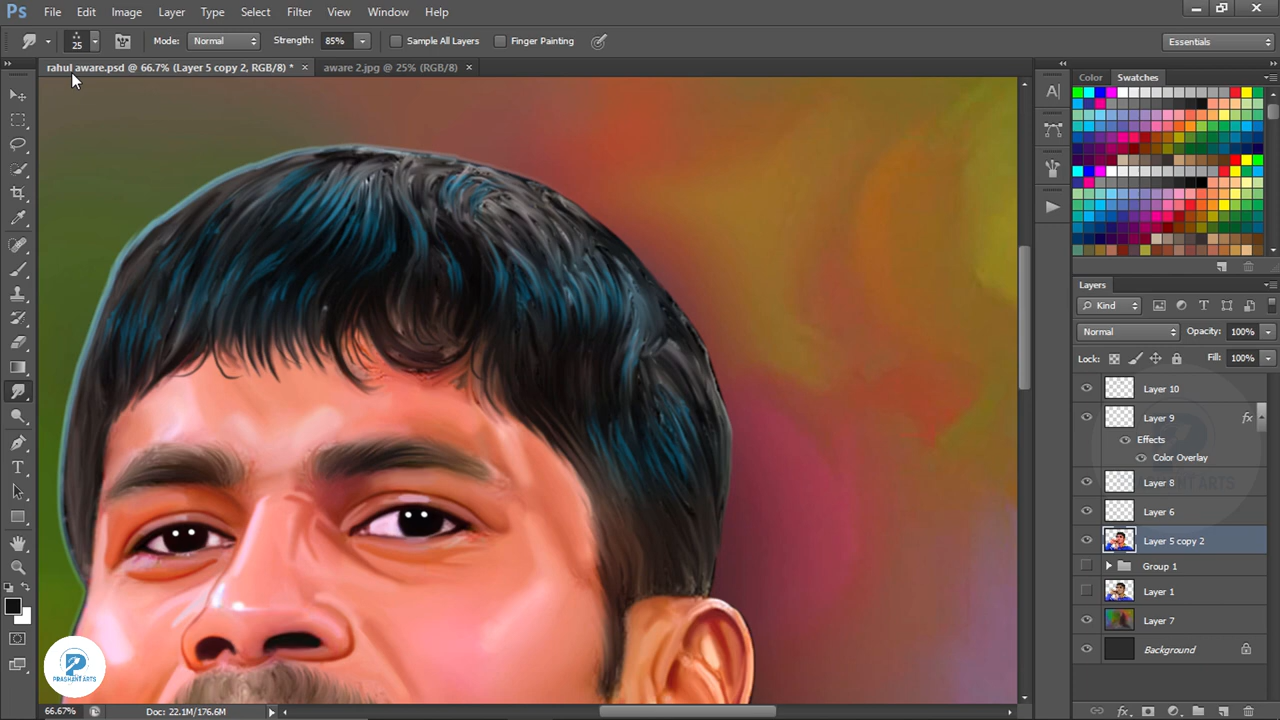 Ps File Edit Image Layer Type Select Filter View Window Help
25 Mode: Normal Strength: 85% Sample All Layers Finger Painting Essentials
rahul aware.psd @ 66.7% (Layer 5 copy 2, RGB/8) * × aware 2.jpg @ 25% (RGB/8) ×
Color Swatches
Layers
Kind
Normal Opacity: 100%
Lock: Fill: 100%
Layer 10
Layer 9 fx
Effects
Color Overlay
Layer 8
Layer 6
Layer 5 copy 2
Group 1
Layer 1
Layer 7
Background
PRASHANT ARTS
66.67% Doc: 22.1M/176.6M